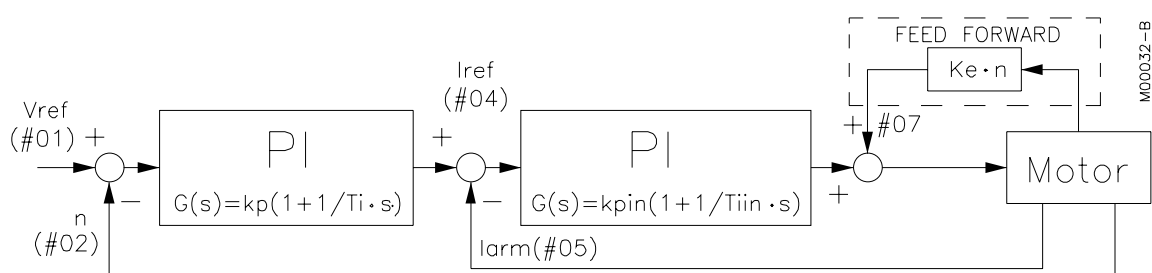 FEED FORWARD
Ke·n
M00032-B
Iref
(#04)
Vref
(#01)
+
+
+
#07
PI
G(s)=kp(1+1/Ti·s)
PI
G(s)=kpin(1+1/Tiin·s)
Motor
+
−
−
n
(#02)
Iarm(#05)